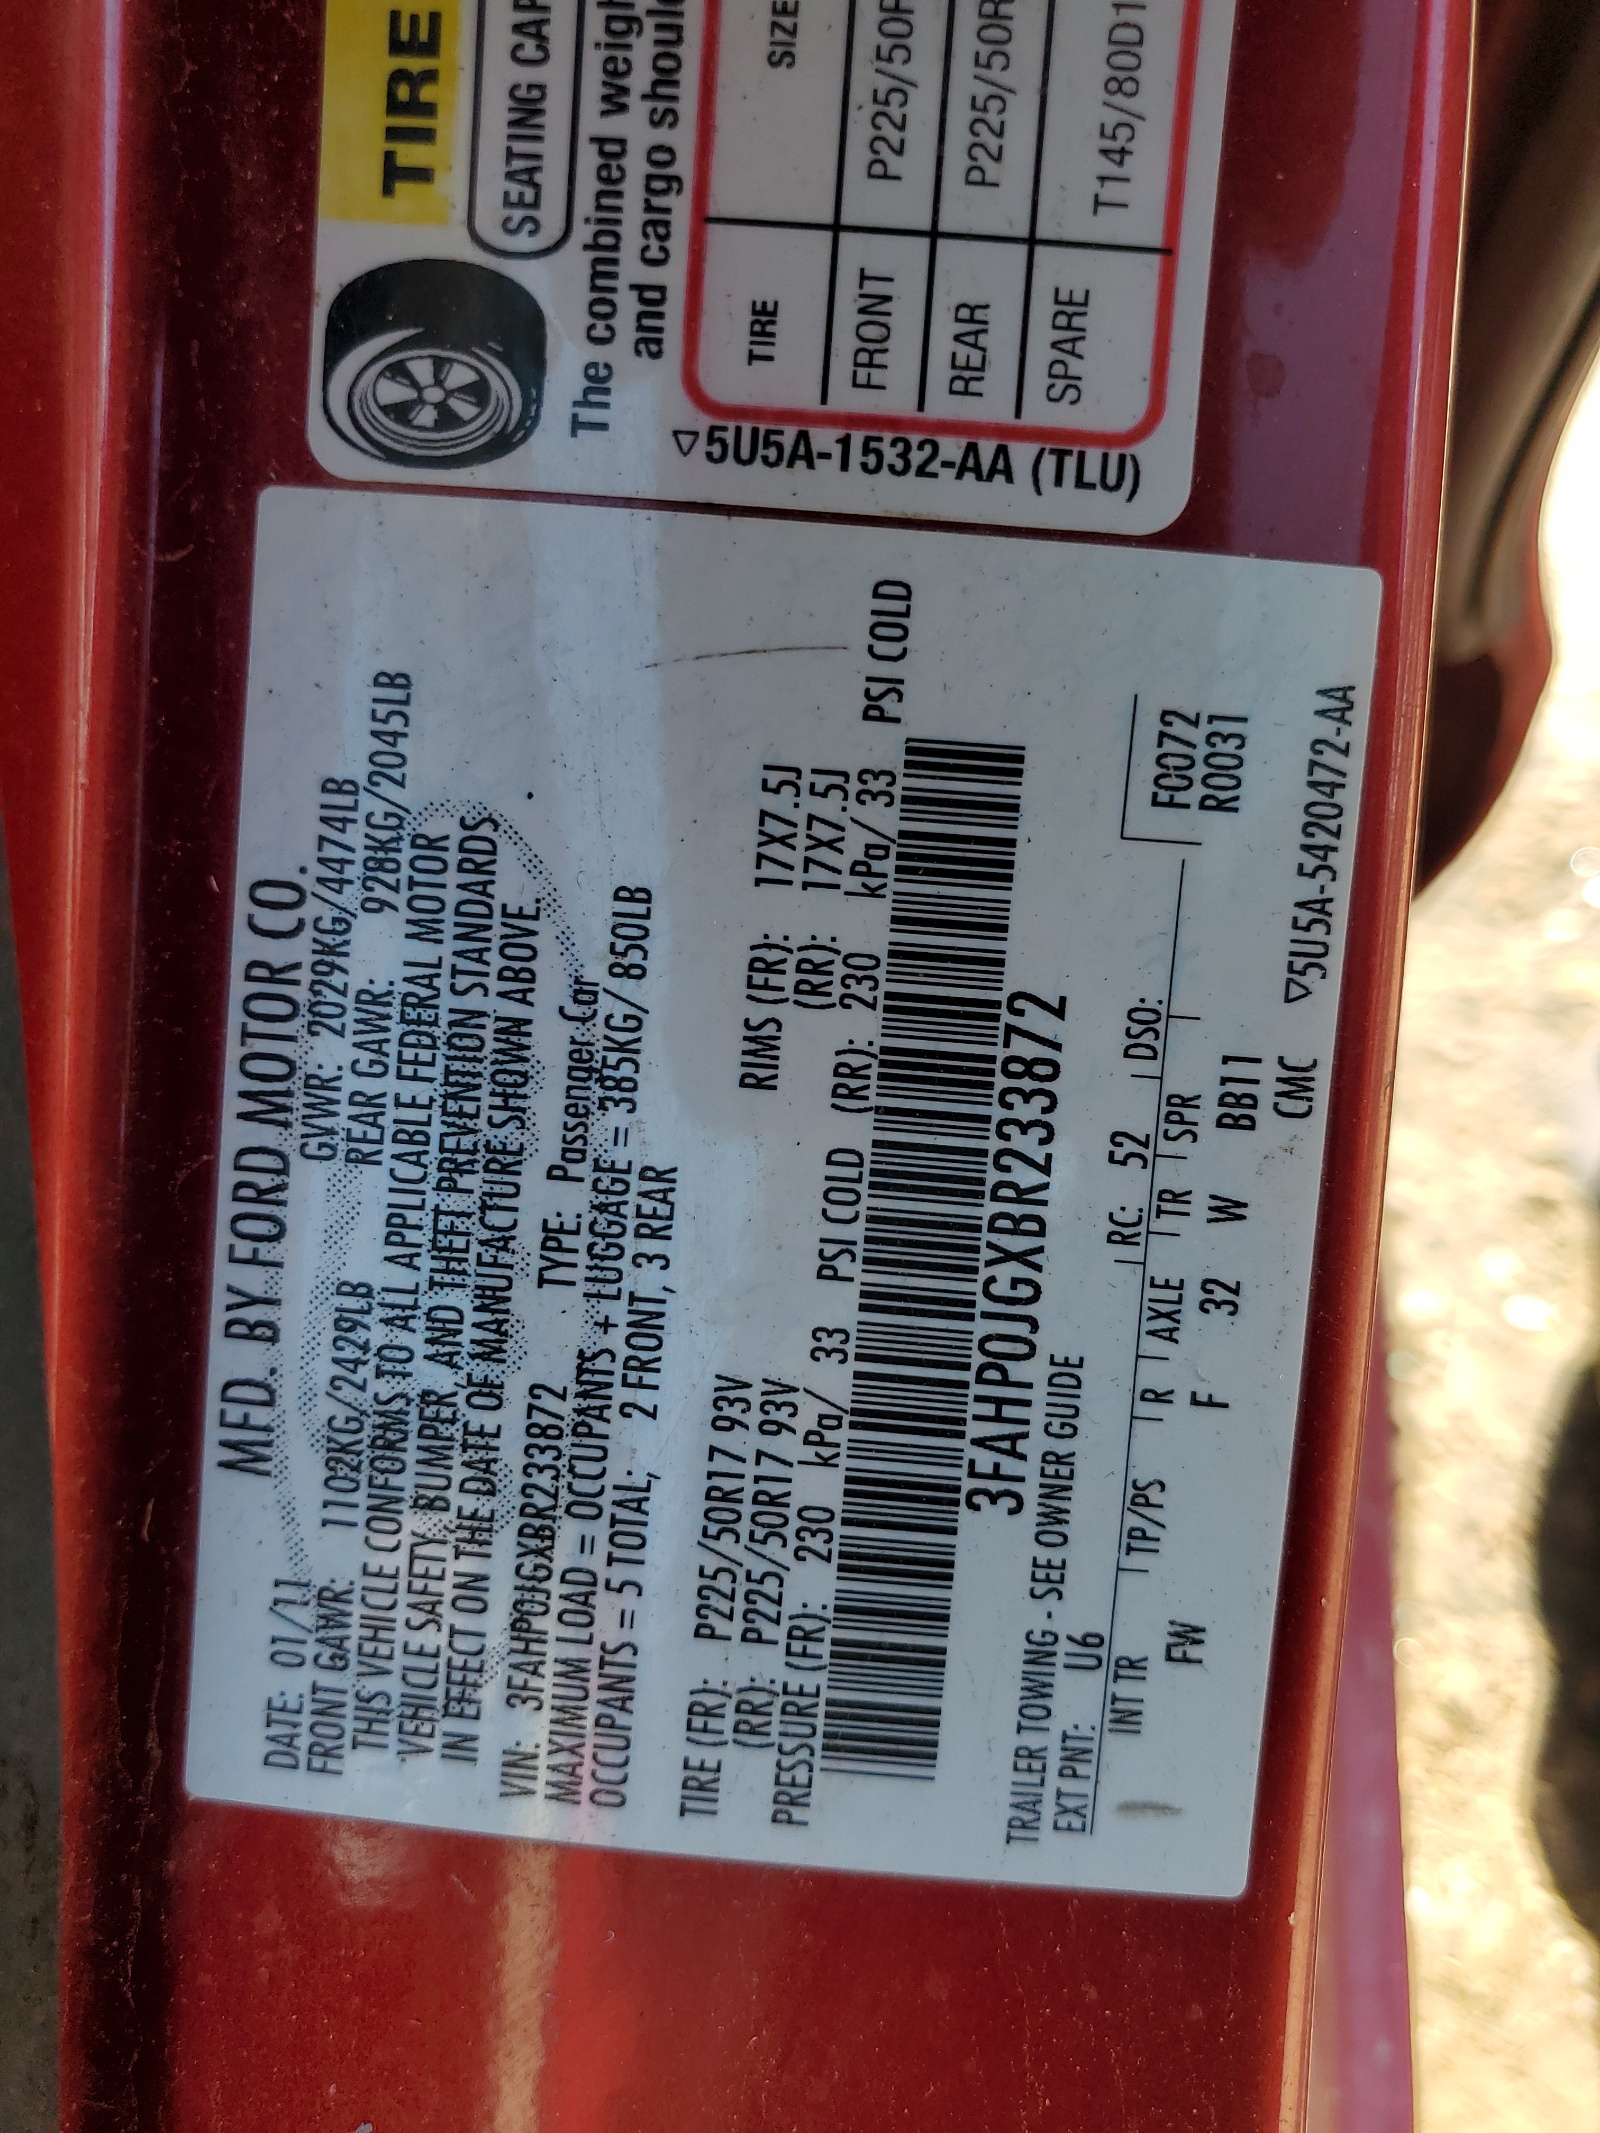 MFD. BY FORD MOTOR CO.
DATE: 01/11 GVWR: 2029KG/4474LB
FRONT GAWR: 1102KG/2429LB REAR GAWR: 928KG/2045LB
THIS VEHICLE CONFORMS TO ALL APPLICABLE FEDERAL MOTOR
VEHICLE SAFETY, BUMPER, AND THEFT PREVENTION STANDARDS
IN EFFECT ON THE DATE OF MANUFACTURE SHOWN ABOVE.
VIN: 3FAHP0JGXBR233872 TYPE: Passenger Car
MAXIMUM LOAD = OCCUPANTS + LUGGAGE = 385KG/ 850LB
OCCUPANTS = 5 TOTAL, 2 FRONT, 3 REAR
TIRE (FR): P225/50R17 93V RIMS (FR): 17X7.5J
(RR): P225/50R17 93V (RR): 17X7.5J
PRESSURE (FR): 230 kPa/ 33 PSI COLD (RR): 230 kPa/ 33 PSI COLD
3FAHP0JGXBR233872
TRAILER TOWING - SEE OWNER GUIDE
EXT PNT: U6 RC: 52 DSO: F0072
R0031
INT TR TP/PS R AXLE TR SPR
FW F 32 W BB11
CMC ▽5U5A-5420472-AA
TIRE
SEATING CAP
The combined weigh
and cargo should
TIRE SIZE
FRONT P225/50R
REAR P225/50R
SPARE T145/80D1
▽5U5A-1532-AA (TLU)